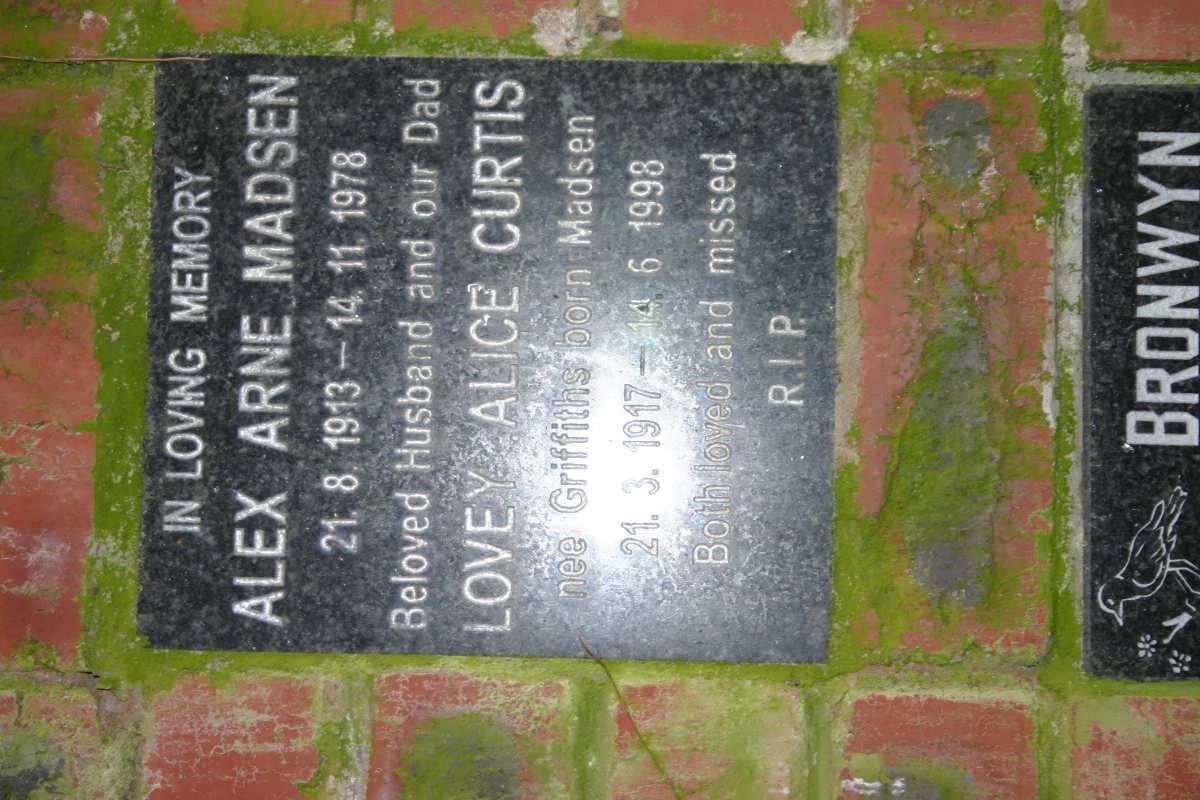 IN LOVING MEMORY
ALEX ARNE MADSEN
21. 8. 1913 – 14. 11. 1978
Beloved Husband and our Dad
LOVEY ALICE CURTIS
nee Griffiths born Madsen
21. 3. 1917 – 14. 6. 1998
Both loved and missed
R.I.P.
BRONWYN